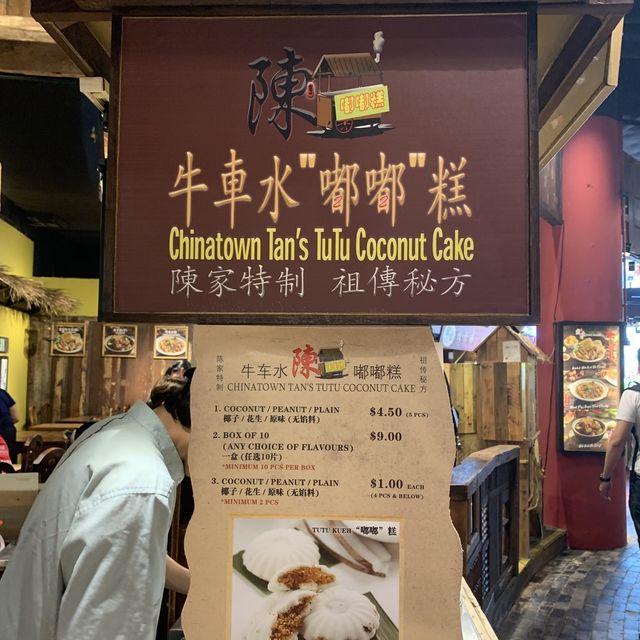 陳
嘟嘟糕
牛車水"嘟嘟"糕
Chinatown Tan's TuTu Coconut Cake
陳家特制 祖傳秘方
陈家特制
牛车水 陳 嘟嘟糕
祖传秘方
CHINATOWN TAN'S TUTU COCONUT CAKE
1. COCONUT / PEANUT / PLAIN $4.50 (5 PCS)
椰子 / 花生 / 原味 (无馅料)
2. BOX OF 10 $9.00
(ANY CHOICE OF FLAVOURS)
一盒 (任选10片)
*MINIMUM 10 PCS PER BOX
3. COCONUT / PEANUT / PLAIN $1.00 EACH
椰子 / 花生 / 原味 (无馅料) (4 PCS & BELOW)
*MINIMUM 2 PCS
TUTU KUEH "嘟嘟" 糕